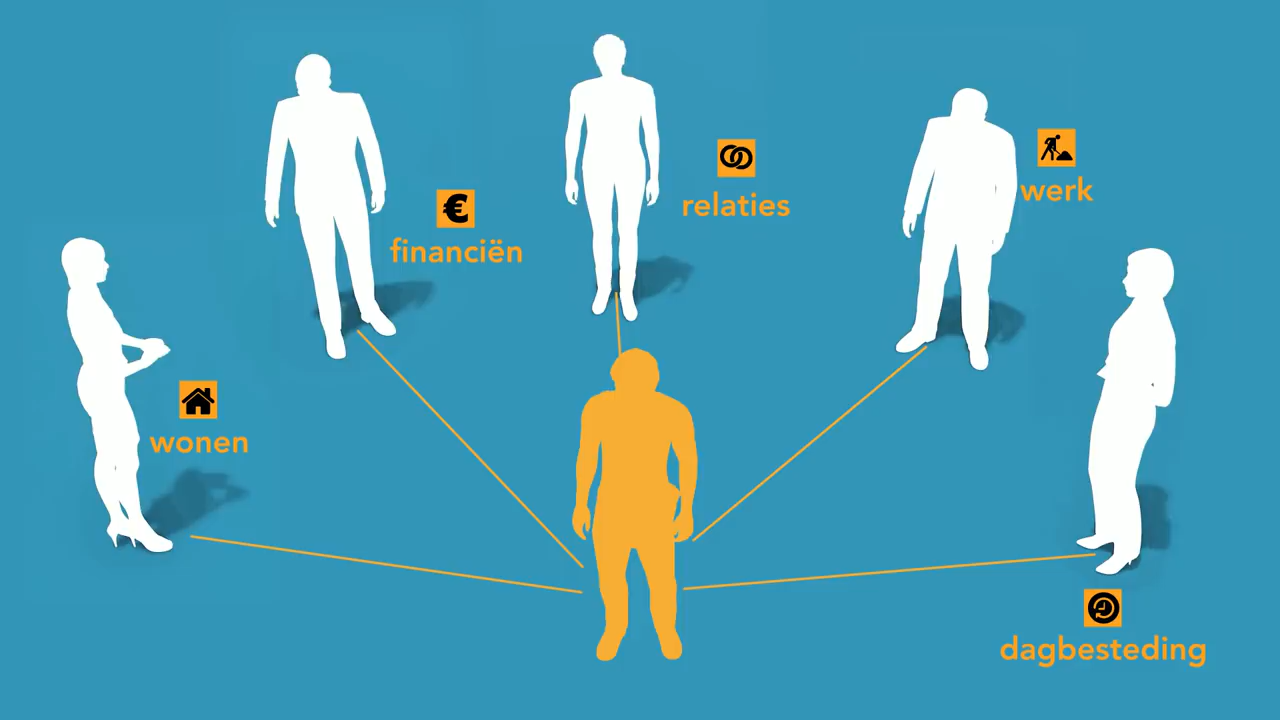 wonen
financiën
relaties
werk
dagbesteding